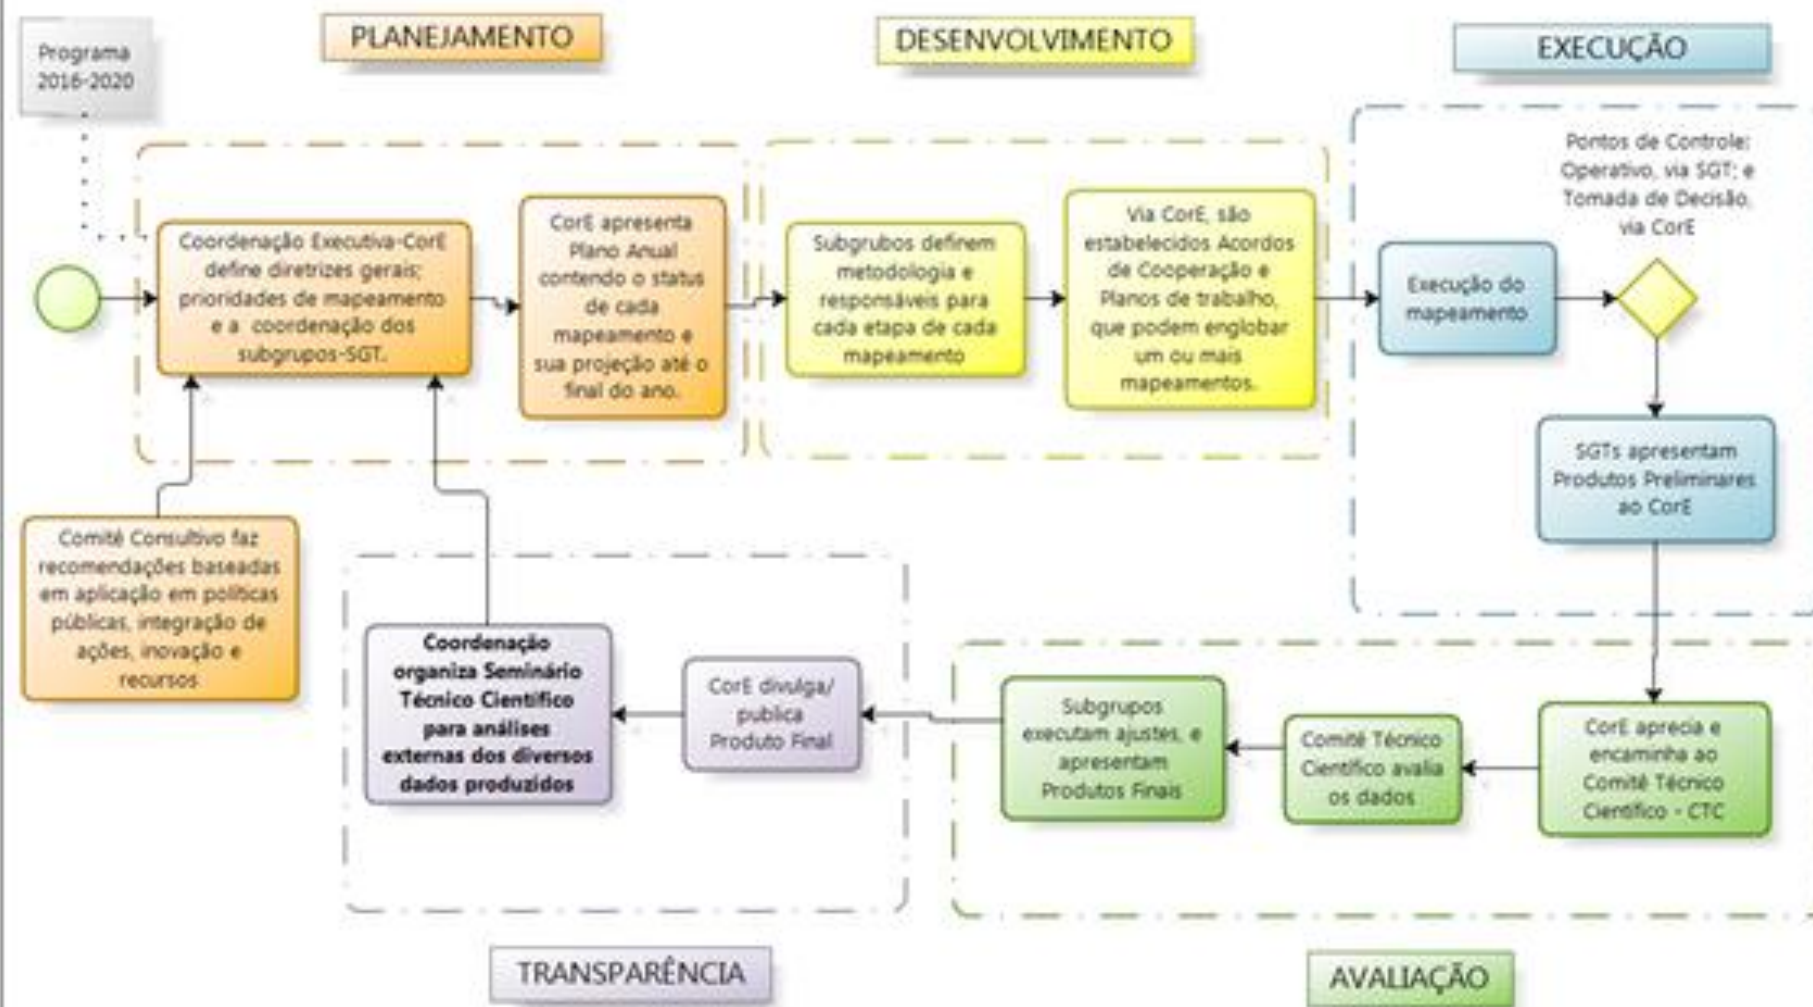 Programa
2016-2020
PLANEJAMENTO
DESENVOLVIMENTO
EXECUÇÃO
Coordenação Executiva-CorE
define diretrizes gerais;
prioridades de mapeamento
e a coordenação dos
subgrupos-SGT.
CorE apresenta
Plano Anual
contendo o status
de cada
mapeamento e
sua projeção até o
final do ano.
Subgrubos definem
metodologia e
responsáveis para
cada etapa de cada
mapeamento
Via CorE, são
estabelecidos Acordos
de Cooperação e
Planos de trabalho,
que podem englobar
um ou mais
mapeamentos.
Execução do
mapeamento
Pontos de Controle:
Operativo, via SGT; e
Tomada de Decisão,
via CorE
SGTs apresentam
Produtos Preliminares
ao CorE
Comitê Consultivo faz
recomendações baseadas
em aplicação em políticas
públicas, integração de
ações, inovação e
recursos
Coordenação
organiza Seminário
Técnico Científico
para análises
externas dos diversos
dados produzidos
CorE divulga/
publica
Produto Final
Subgrupos
executam ajustes, e
apresentam
Produtos Finais
Comitê Técnico
Científico avalia
os dados
CorE aprecia e
encaminha ao
Comitê Técnico
Científico - CTC
TRANSPARÊNCIA
AVALIAÇÃO